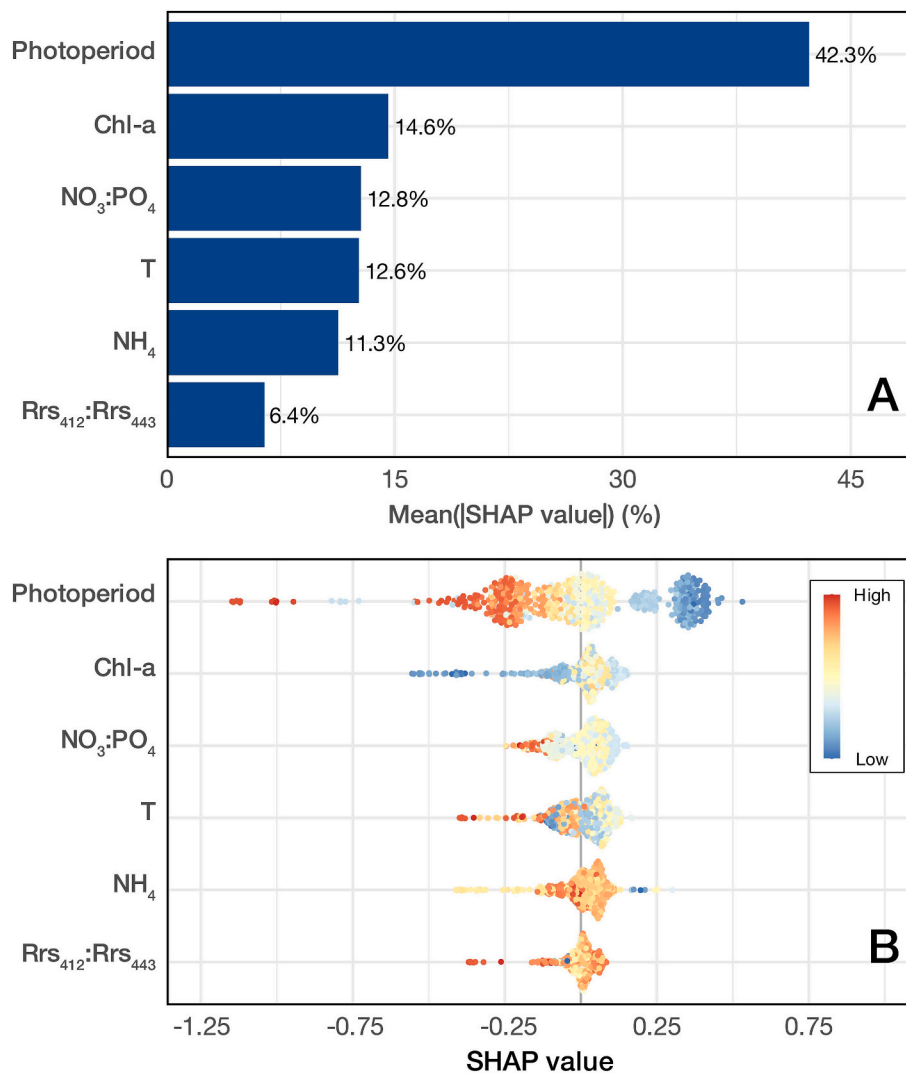 Photoperiod
42.3%
Chl-a
14.6%
NO₃:PO₄
12.8%
T
12.6%
NH₄
11.3%
Rrs₄₁₂:Rrs₄₄₃
6.4%
A
0 15 30 45
Mean(|SHAP value|) (%)
Photoperiod
Chl-a
NO₃:PO₄
T
NH₄
Rrs₄₁₂:Rrs₄₄₃
High
Low
B
-1.25 -0.75 -0.25 0.25 0.75
SHAP value